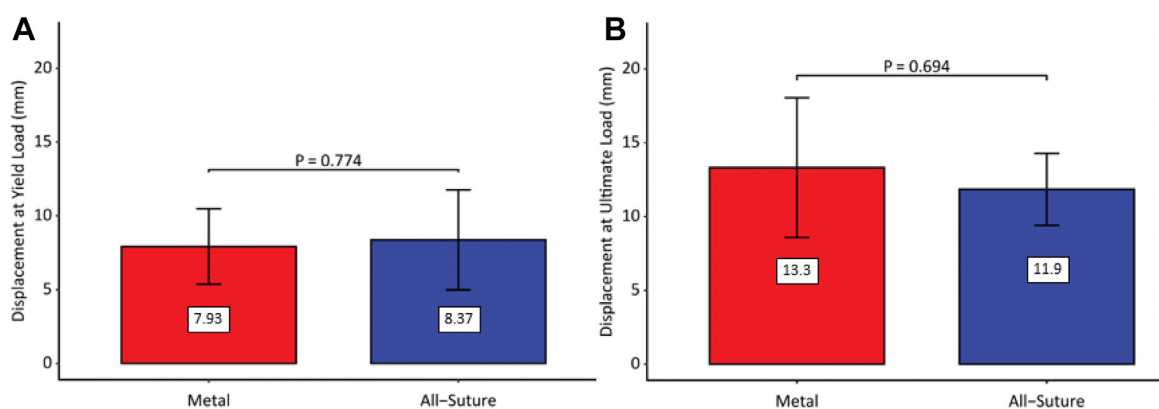 A
Displacement at Yield Load (mm)
20
15
10
5
0
P = 0.774
7.93
8.37
Metal
All−Suture
B
Displacement at Ultimate Load (mm)
20
15
10
5
0
P = 0.694
13.3
11.9
Metal
All−Suture